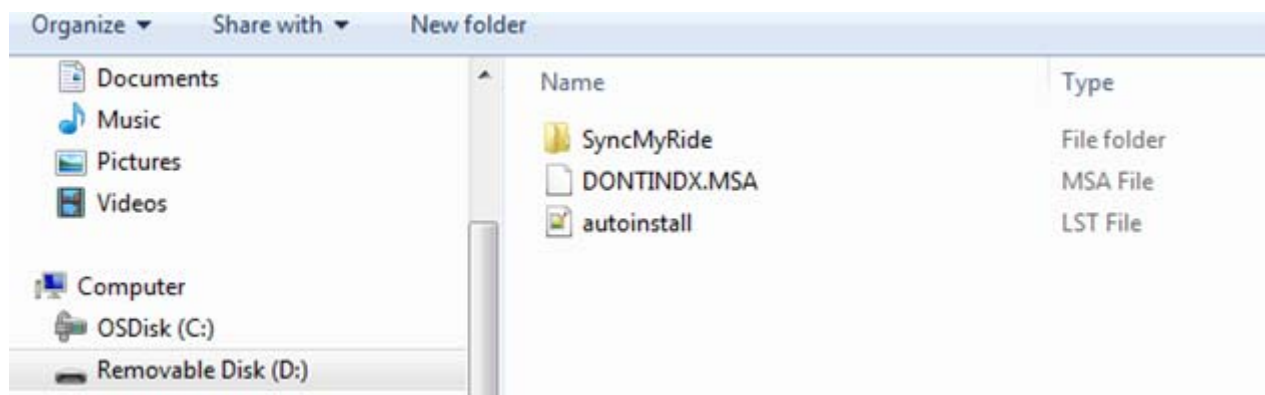 Organize Share with New folder
Documents
Music
Pictures
Videos
Computer
OSDisk (C:)
Removable Disk (D:)
Name Type
SyncMyRide File folder
DONTINDX.MSA MSA File
autoinstall LST File